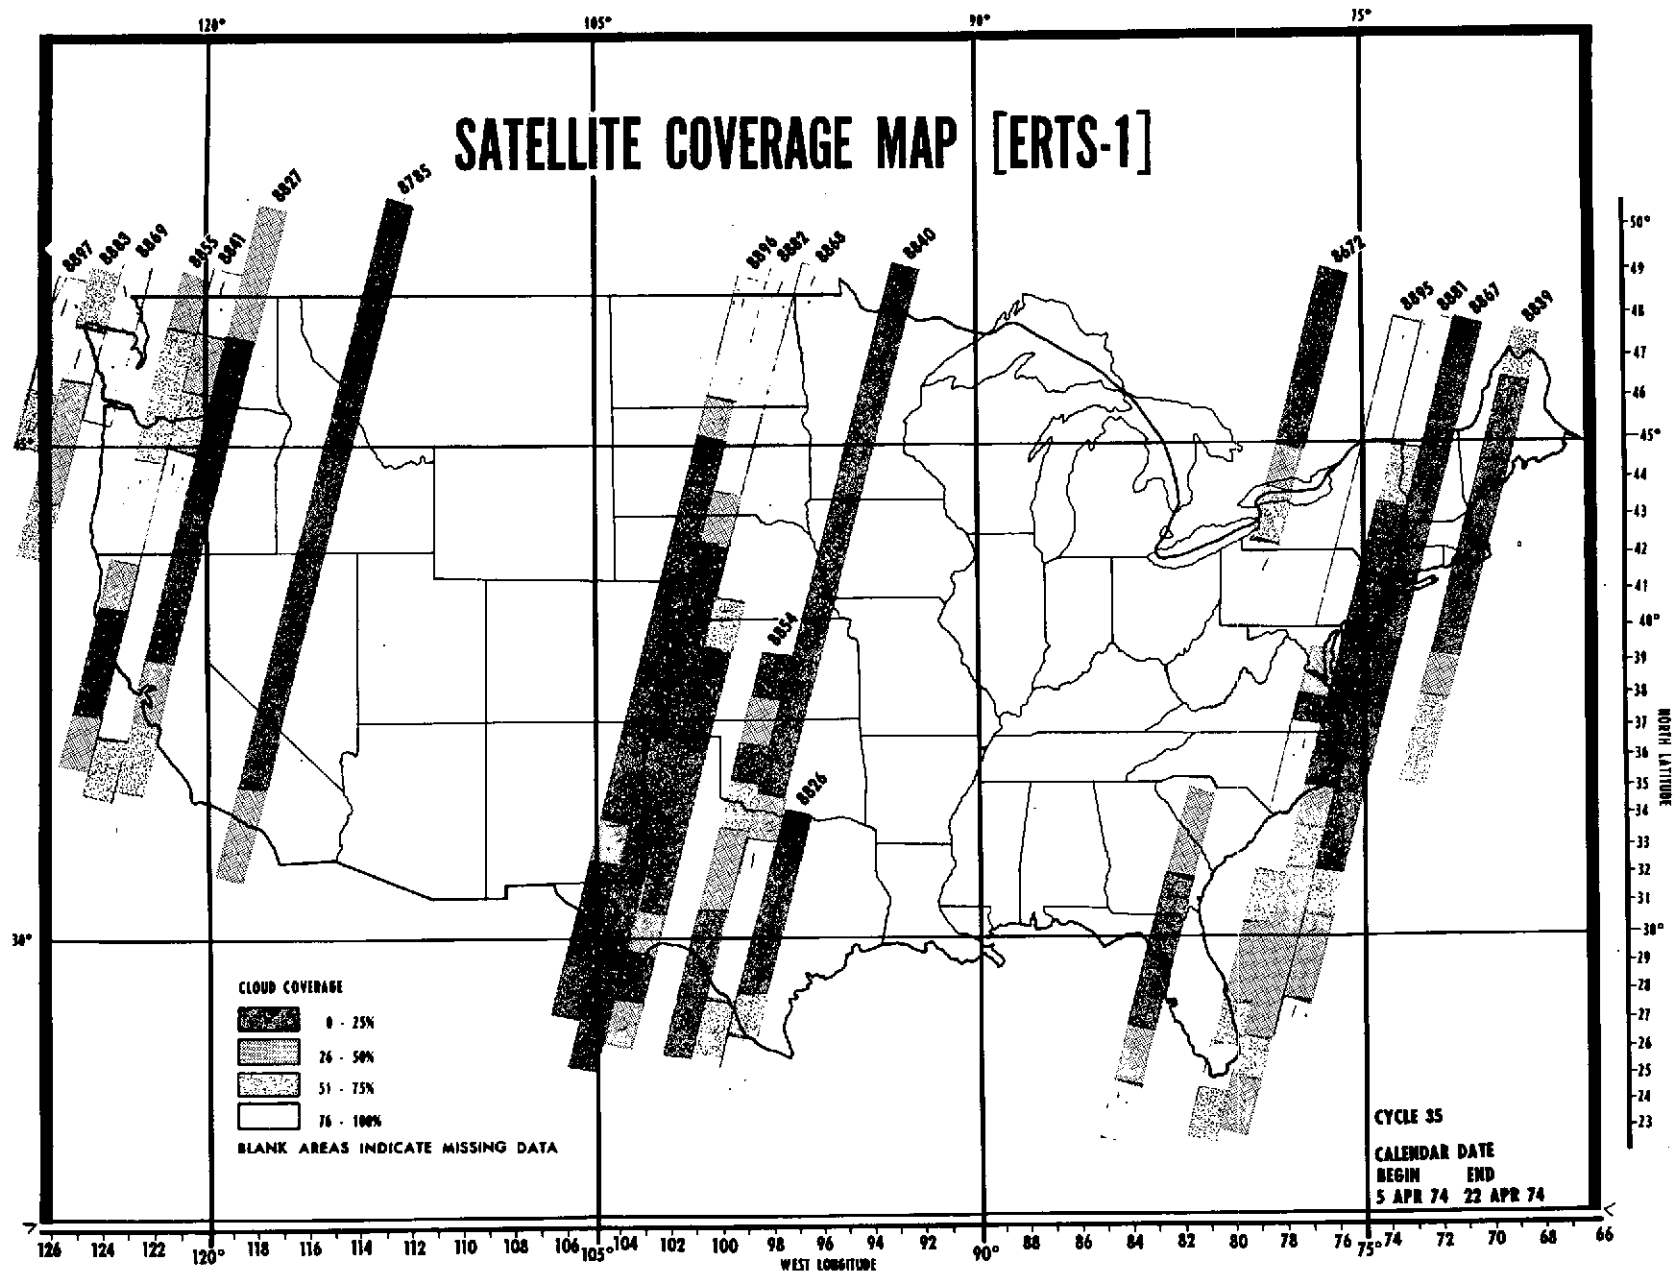 120° 105° 90° 75°
SATELLITE COVERAGE MAP [ERTS-1]
8897 8883 8869 8855 8841 8827 8785
8896 8882 8868 8840
8672 8895 8881 8867 8839
8854
8826
50°
49
48
47
46
45°
44
43
42
41
40°
39
38
37
36
35
34
33
32
31
30°
29
28
27
26
25
24
23
NORTH LATITUDE
45°
30°
CLOUD COVERAGE
0 - 25%
26 - 50%
51 - 75%
76 - 100%
BLANK AREAS INDICATE MISSING DATA
CYCLE 35
CALENDAR DATE
BEGIN END
5 APR 74 22 APR 74
126 124 122 120° 118 116 114 112 110 108 106 105° 104 102 100 98 96 94 92 90° 88 86 84 82 80 78 76 75° 74 72 70 68 66
WEST LONGITUDE